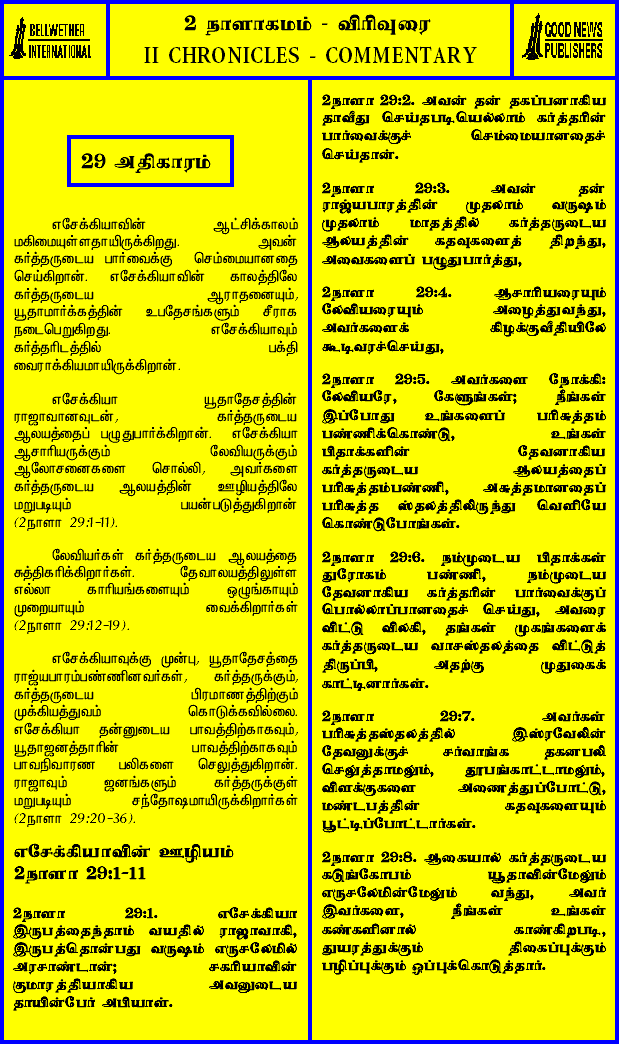 BELLWETHER
INTERNATIONAL
2 நாளாகமம் - விரிவுரை
II CHRONICLES - COMMENTARY
GOOD NEWS
PUBLISHERS
29 அதிகாரம்
எசேக்கியாவின் ஆட்சிக்காலம்
மகிமையுள்ளதாயிருக்கிறது. அவன்
கர்த்தருடைய பார்வைக்கு செம்மையானதை
செய்கிறான். எசேக்கியாவின் காலத்திலே
கர்த்தருடைய ஆராதனையும்,
யூதாமார்க்கத்தின் உபதேசங்களும் சீராக
நடைபெறுகிறது. எசேக்கியாவும்
கர்த்தரிடத்தில் பக்தி
வைராக்கியமாயிருக்கிறான்.
எசேக்கியா யூதாதேசத்தின்
ராஜாவானவுடன், கர்த்தருடைய
ஆலயத்தைப் பழுதுபார்க்கிறான். எசேக்கியா
ஆசாரியருக்கும் லேவியருக்கும்
ஆலோசனைகளை சொல்லி, அவர்களை
கர்த்தருடைய ஆலயத்தின் ஊழியத்திலே
மறுபடியும் பயன்படுத்துகிறான்
(2நாளா 29:1-11).
லேவியர்கள் கர்த்தருடைய ஆலயத்தை
சுத்திகரிக்கிறார்கள். தேவாலயத்திலுள்ள
எல்லா காரியங்களையும் ஒழுங்காயும்
முறையாயும் வைக்கிறார்கள்
(2நாளா 29:12-19).
எசேக்கியாவுக்கு முன்பு, யூதாதேசத்தை
ராஜ்யபாரம்பண்ணினவர்கள், கர்த்தருக்கும்,
கர்த்தருடைய பிரமாணத்திற்கும்
முக்கியத்துவம் கொடுக்கவில்லை.
எசேக்கியா தன்னுடைய பாவத்திற்காகவும்,
யூதாஜனத்தாரின் பாவத்திற்காகவும்
பாவநிவாரண பலிகளை செலுத்துகிறான்.
ராஜாவும் ஜனங்களும் கர்த்தருக்குள்
மறுபடியும் சந்தோஷமாயிருக்கிறார்கள்
(2நாளா 29:20-36).
எசேக்கியாவின் ஊழியம்
2நாளா 29:1-11
2நாளா 29:1. எசேக்கியா
இருபத்தைந்தாம் வயதில் ராஜாவாகி,
இருபத்தொன்பது வருஷம் எருசலேமில்
அரசாண்டான்; சகரியாவின்
குமாரத்தியாகிய அவனுடைய
தாயின்பேர் அபியாள்.
2நாளா 29:2. அவன் தன் தகப்பனாகிய
தாவீது செய்தபடியெல்லாம் கர்த்தரின்
பார்வைக்குச் செம்மையானதைச்
செய்தான்.
2நாளா 29:3. அவன் தன்
ராஜ்யபாரத்தின் முதலாம் வருஷம்
முதலாம் மாதத்தில் கர்த்தருடைய
ஆலயத்தின் கதவுகளைத் திறந்து,
அவைகளைப் பழுதுபார்த்து,
2நாளா 29:4. ஆசாரியரையும்
லேவியரையும் அழைத்துவந்து,
அவர்களைக் கிழக்குவீதியிலே
கூடிவரச்செய்து,
2நாளா 29:5. அவர்களை நோக்கி:
லேவியரே, கேளுங்கள்; நீங்கள்
இப்போது உங்களைப் பரிசுத்தம்
பண்ணிக்கொண்டு, உங்கள்
பிதாக்களின் தேவனாகிய
கர்த்தருடைய ஆலயத்தைப்
பரிசுத்தம்பண்ணி, அசுத்தமானதைப்
பரிசுத்த ஸ்தலத்திலிருந்து வெளியே
கொண்டுபோங்கள்.
2நாளா 29:6. நம்முடைய பிதாக்கள்
துரோகம் பண்ணி, நம்முடைய
தேவனாகிய கர்த்தரின் பார்வைக்குப்
பொல்லாப்பானதைச் செய்து, அவரை
விட்டு விலகி, தங்கள் முகங்களைக்
கர்த்தருடைய வாசஸ்தலத்தை விட்டுத்
திருப்பி, அதற்கு முதுகைக்
காட்டினார்கள்.
2நாளா 29:7. அவர்கள்
பரிசுத்தஸ்தலத்தில் இஸ்ரவேலின்
தேவனுக்குச் சர்வாங்க தகனபலி
செலுத்தாமலும், தூபங்காட்டாமலும்,
விளக்குகளை அணைத்துப்போட்டு,
மண்டபத்தின் கதவுகளையும்
பூட்டிப்போட்டார்கள்.
2நாளா 29:8. ஆகையால் கர்த்தருடைய
கடுங்கோபம் யூதாவின்மேலும்
எருசலேமின்மேலும் வந்து, அவர்
இவர்களை, நீங்கள் உங்கள்
கண்களினால் காண்கிறபடி,
துயரத்துக்கும் திகைப்புக்கும்
பழிப்புக்கும் ஒப்புக்கொடுத்தார்.